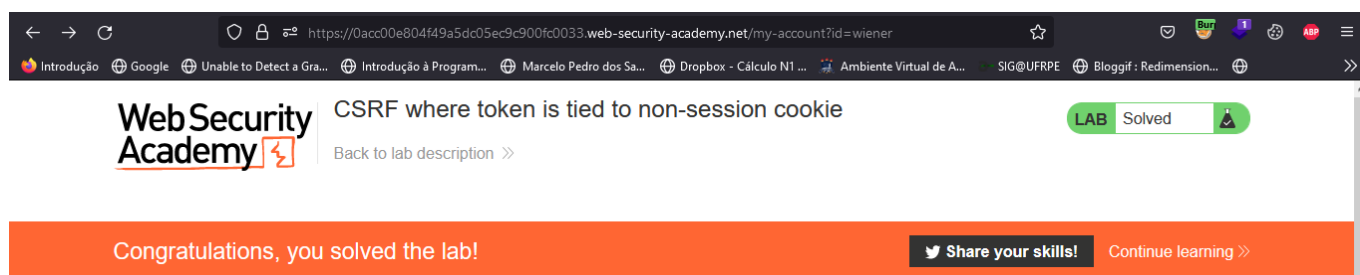 https://0acc00e804f49a5dc05ec9c900fc0033.web-security-academy.net/my-account?id=wiener
Burr 1 ABP
Introdução Google Unable to Detect a Gra... Introdução à Program... Marcelo Pedro dos Sa... Dropbox - Cálculo N1 ... Ambiente Virtual de A... SIG@UFRPE Bloggif : Redimension...
Web Security Academy
CSRF where token is tied to non-session cookie
LAB Solved
Back to lab description
Congratulations, you solved the lab!
Share your skills!
Continue learning